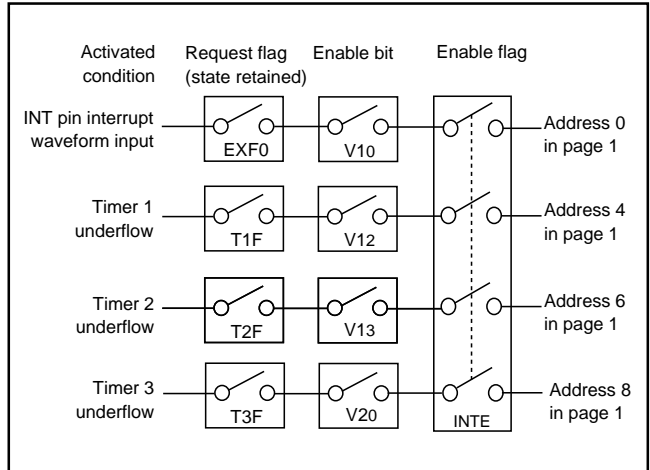 Activated
condition
Request flag
(state retained)
Enable bit
Enable flag
INT pin interrupt
waveform input
EXF0
V10
Address 0
in page 1
Timer 1
underflow
T1F
V12
Address 4
in page 1
Timer 2
underflow
T2F
V13
Address 6
in page 1
Timer 3
underflow
T3F
V20
INTE
Address 8
in page 1